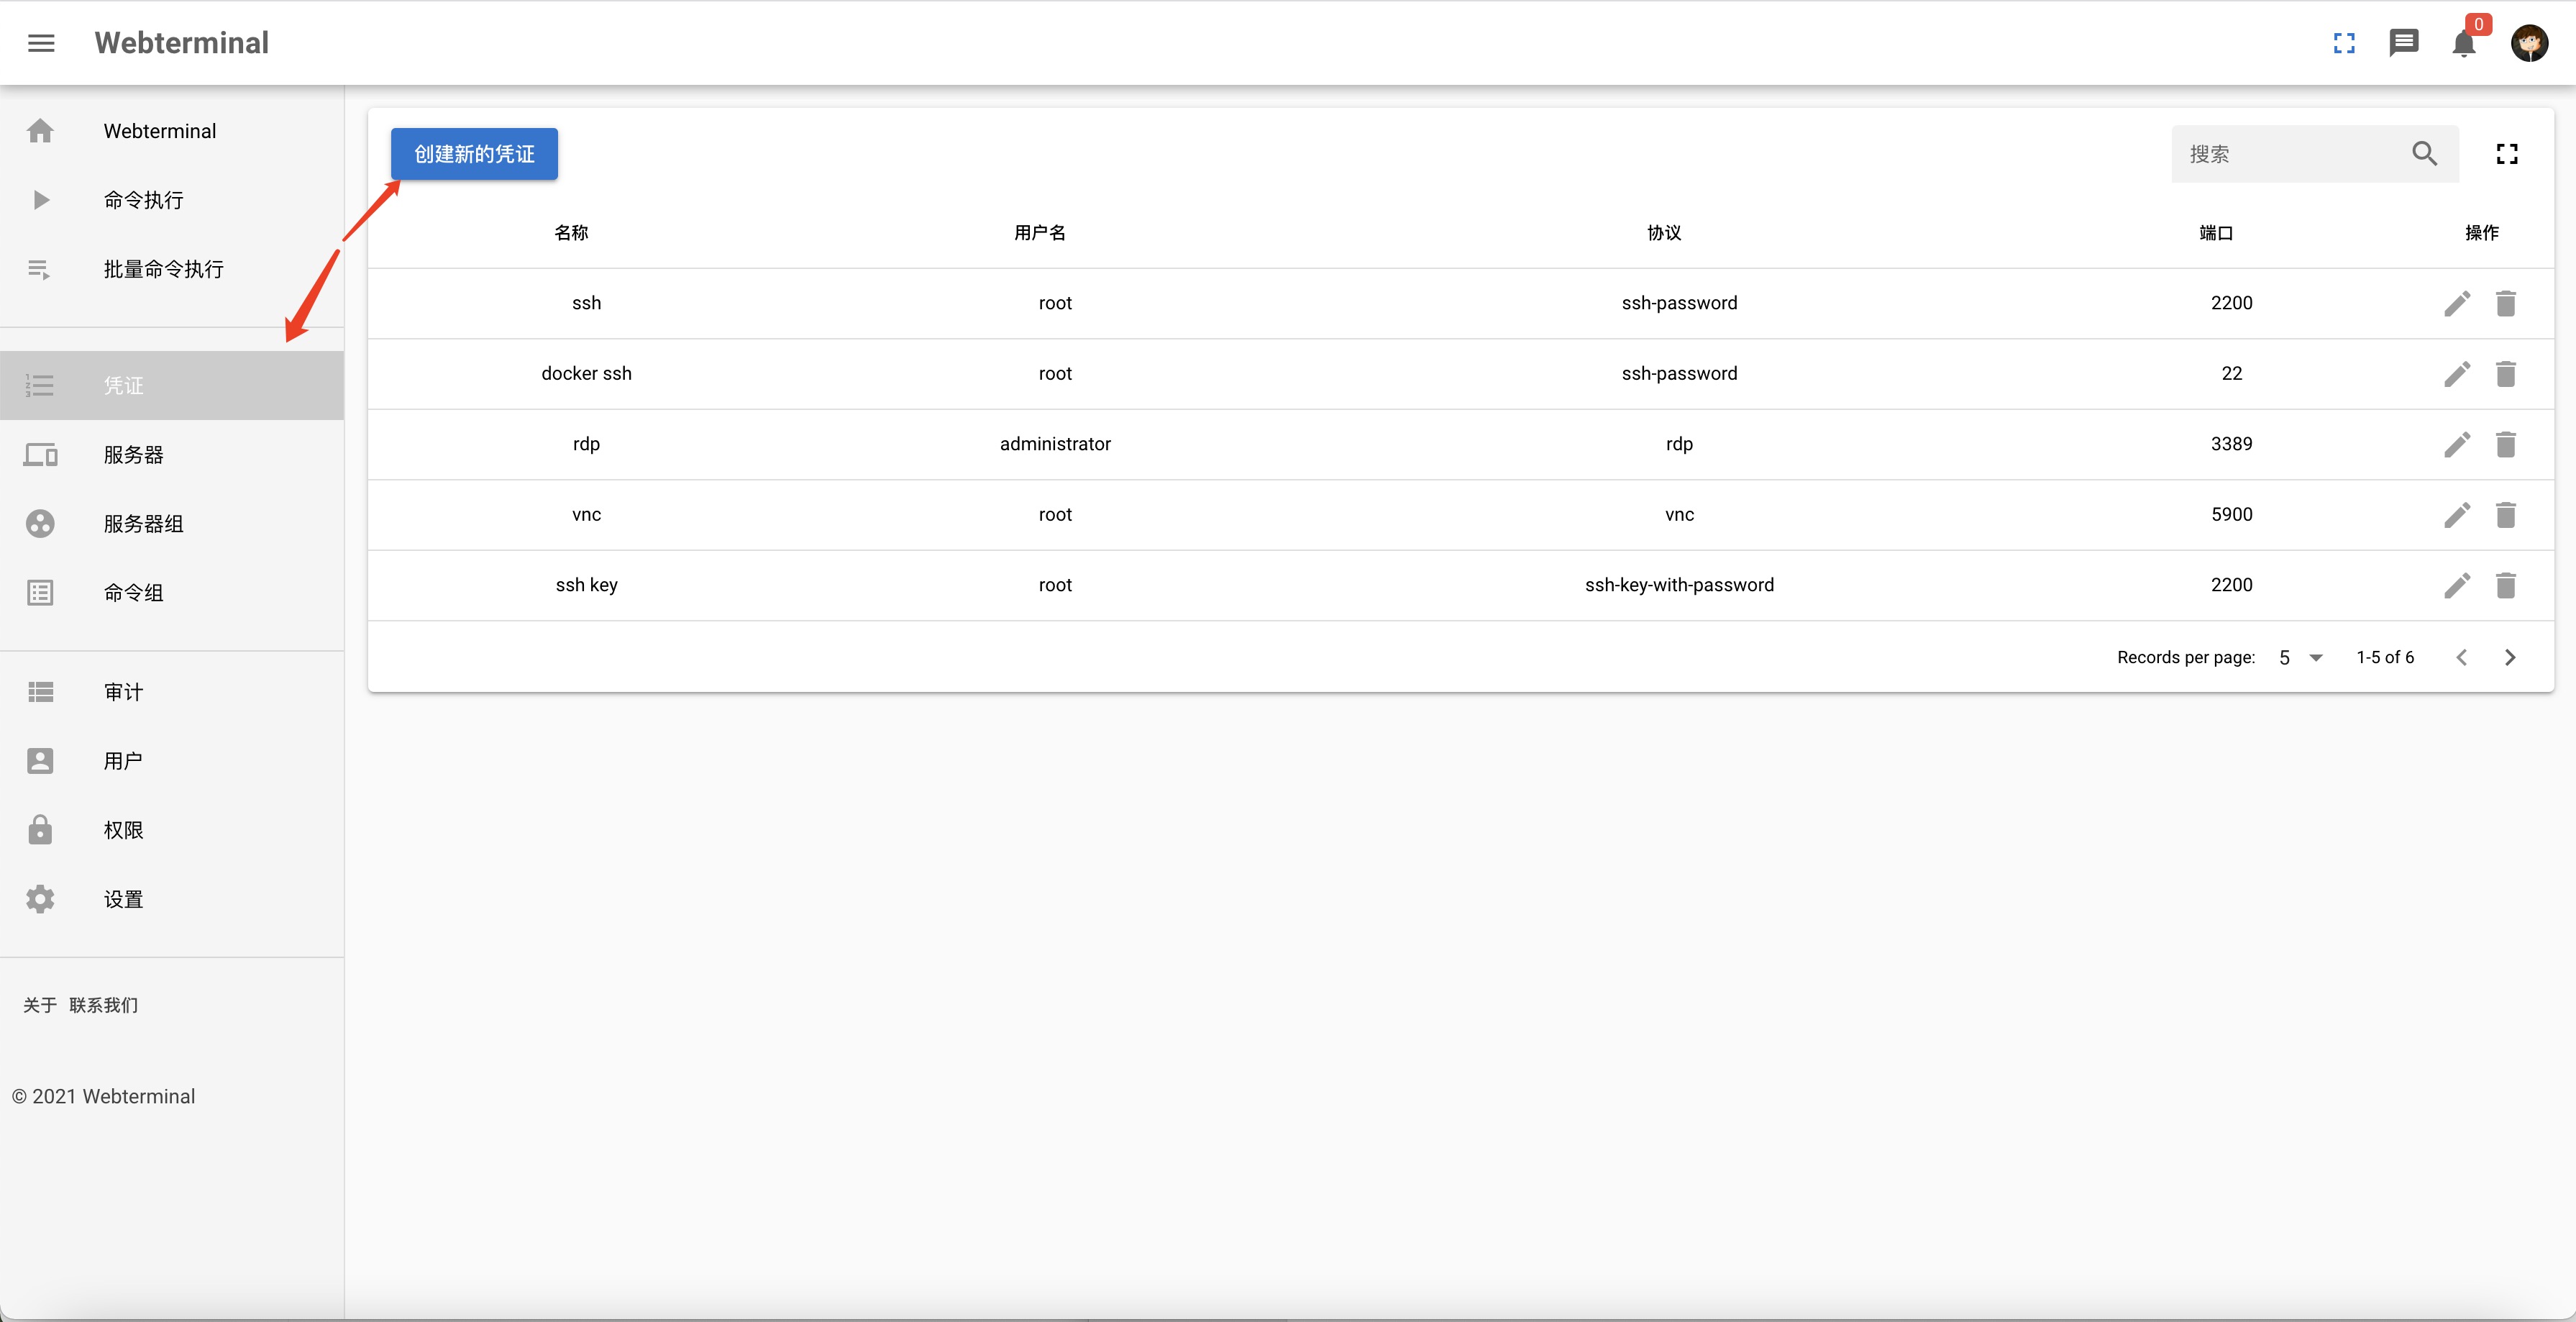 Webterminal
0
Webterminal
命令执行
批量命令执行
凭证
服务器
服务器组
命令组
审计
用户
权限
设置
关于 联系我们
© 2021 Webterminal
创建新的凭证
搜索
名称 用户名 协议 端口 操作
ssh root ssh-password 2200
docker ssh root ssh-password 22
rdp administrator rdp 3389
vnc root vnc 5900
ssh key root ssh-key-with-password 2200
Records per page: 5 1-5 of 6